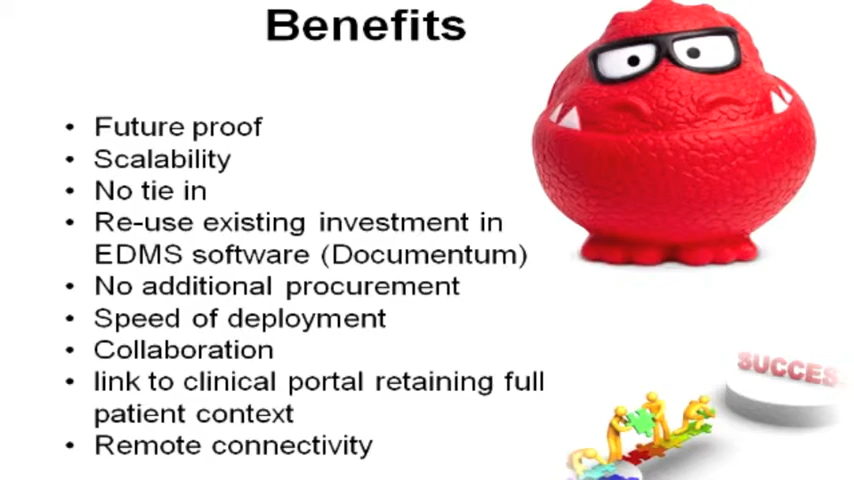 Benefits
• Future proof
• Scalability
• No tie in
• Re-use existing investment in
EDMS software (Documentum)
• No additional procurement
• Speed of deployment
• Collaboration
• link to clinical portal retaining full
patient context
• Remote connectivity
SUCCES